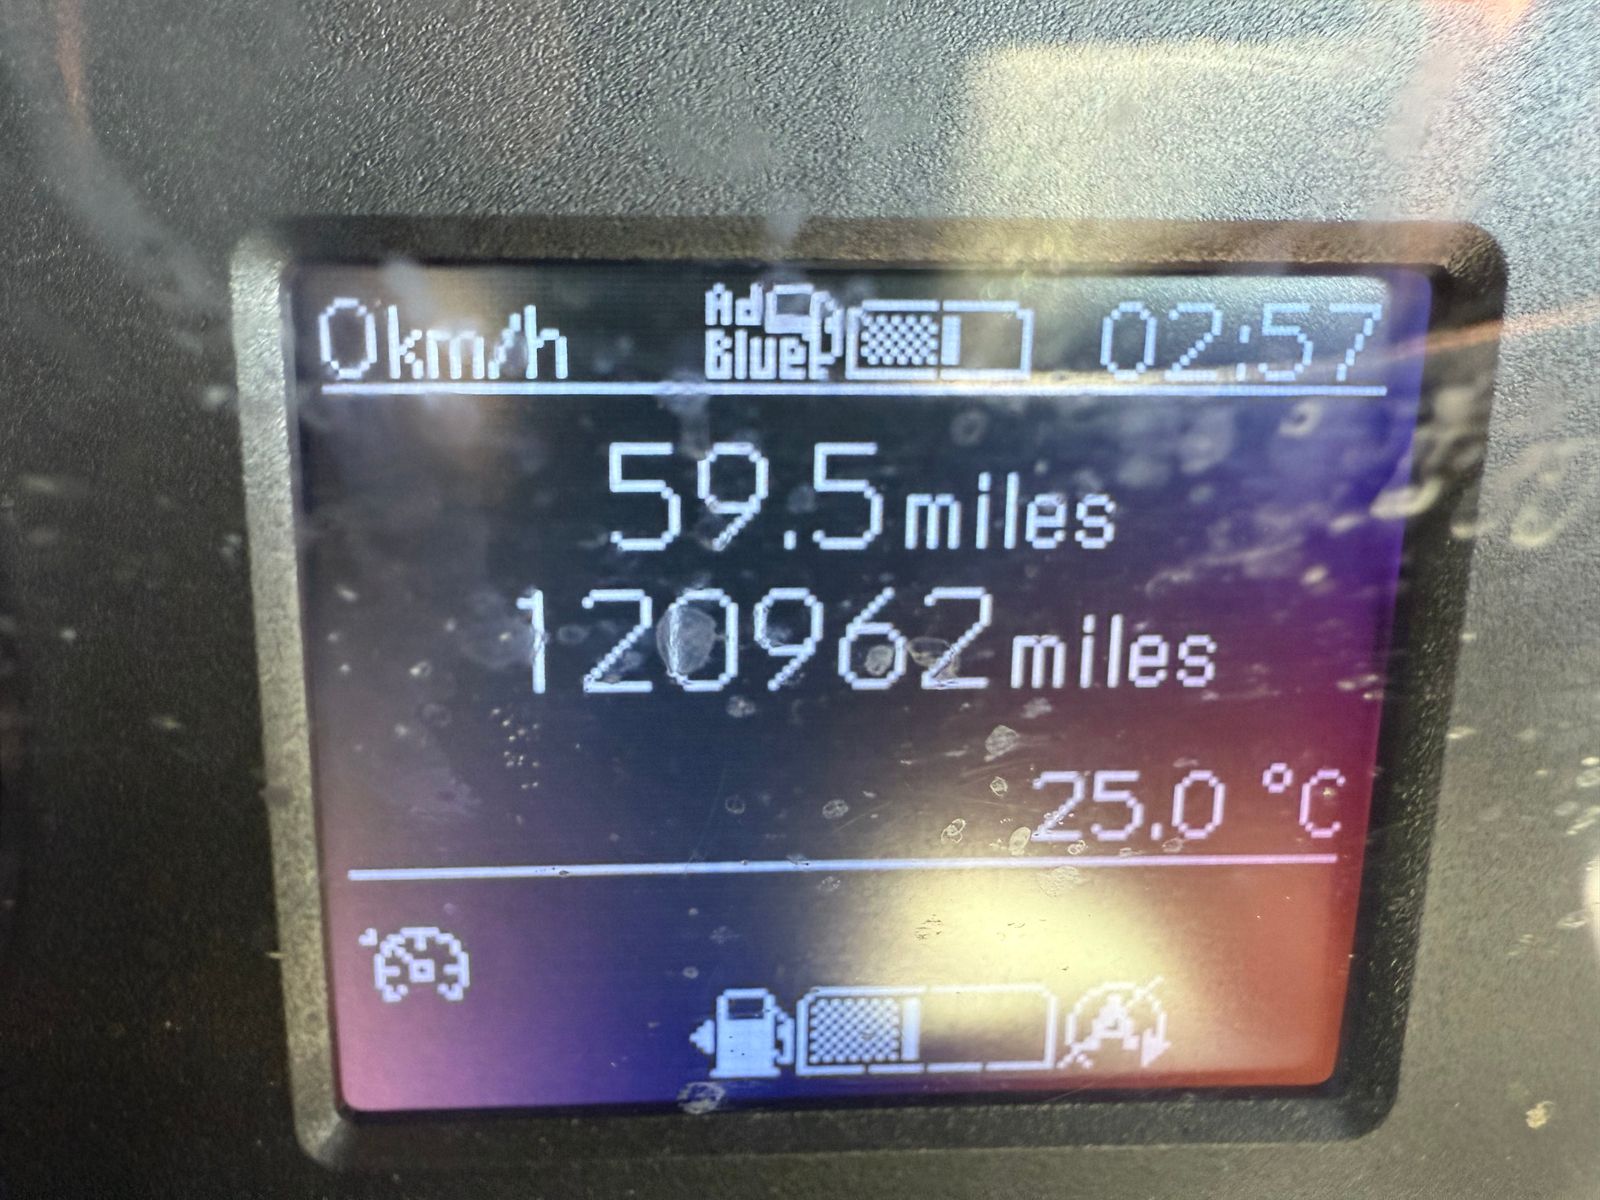 0km/h Ad Blue 02:57
59.5 miles
120962 miles
25.0 °C
A